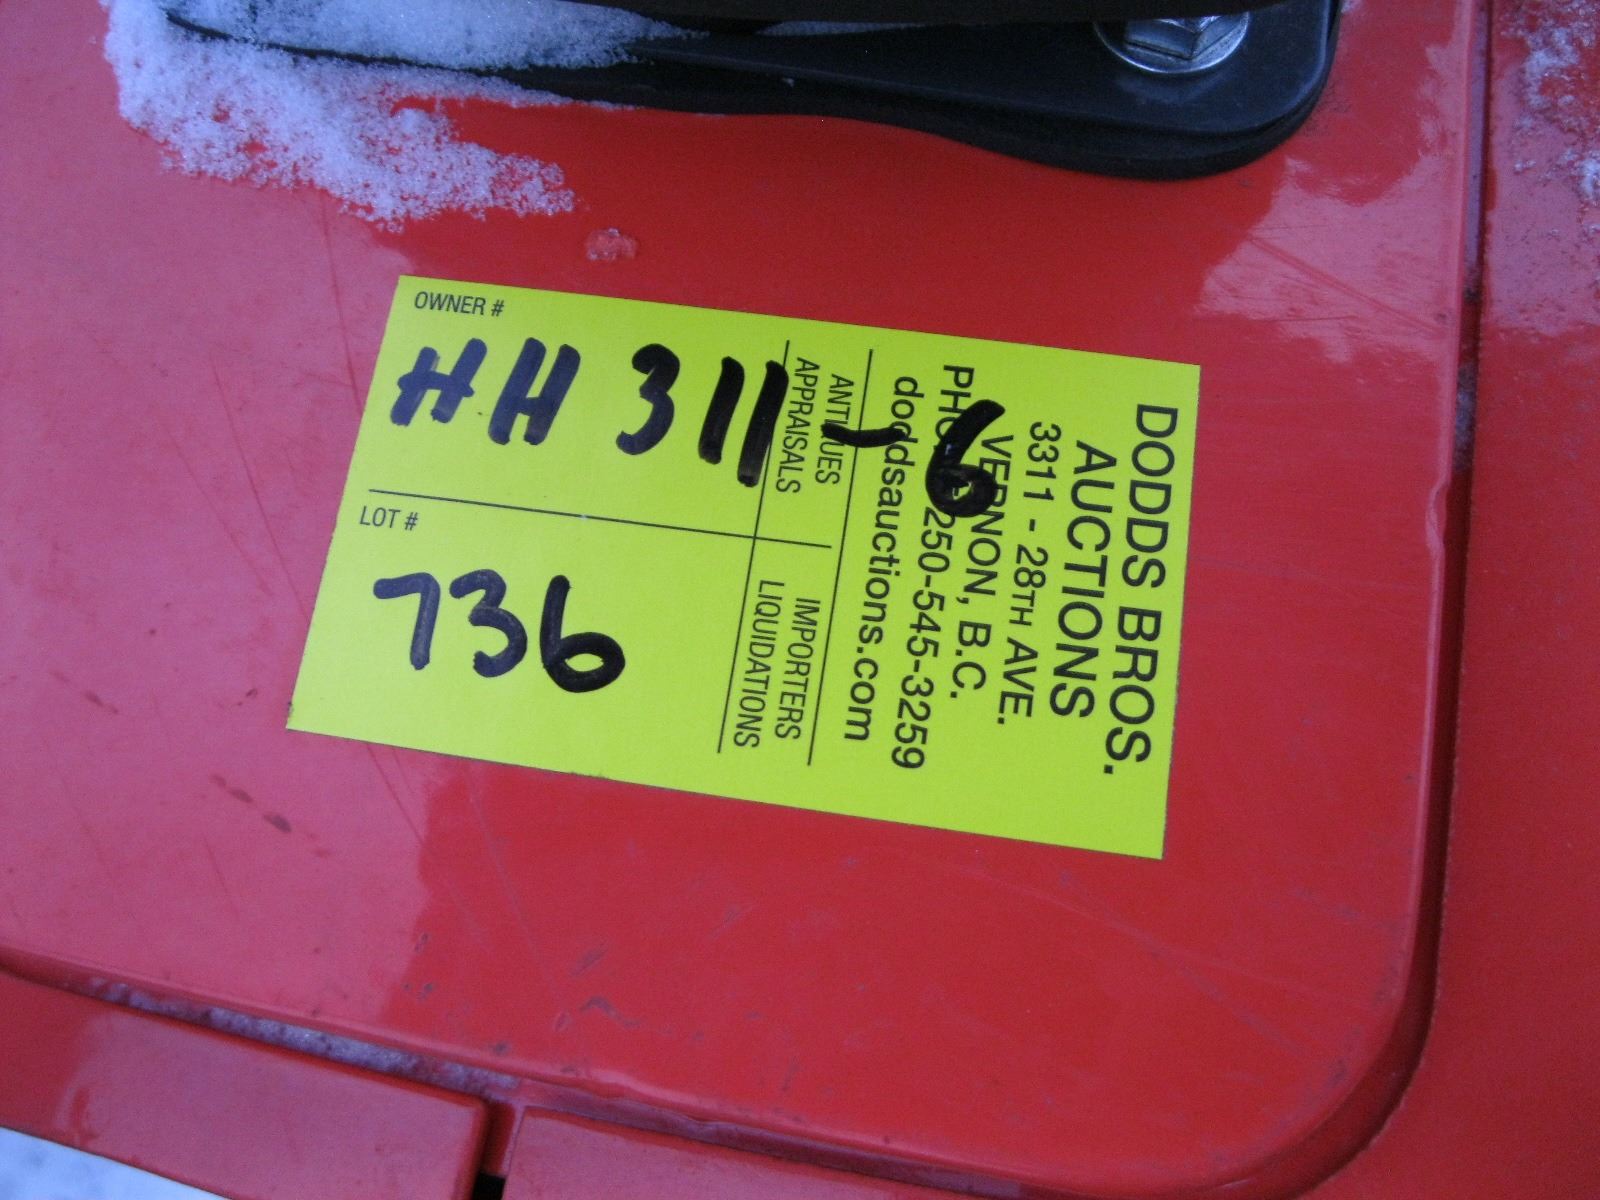 OWNER #
HH 311-6
LOT #
736
ANTIQUES
APPRAISALS
IMPORTERS
LIQUIDATIONS
DODDS BROS.
AUCTIONS
3311 - 28TH AVE.
VERNON, B.C.
PHONE 250-545-3259
doddsauctions.com